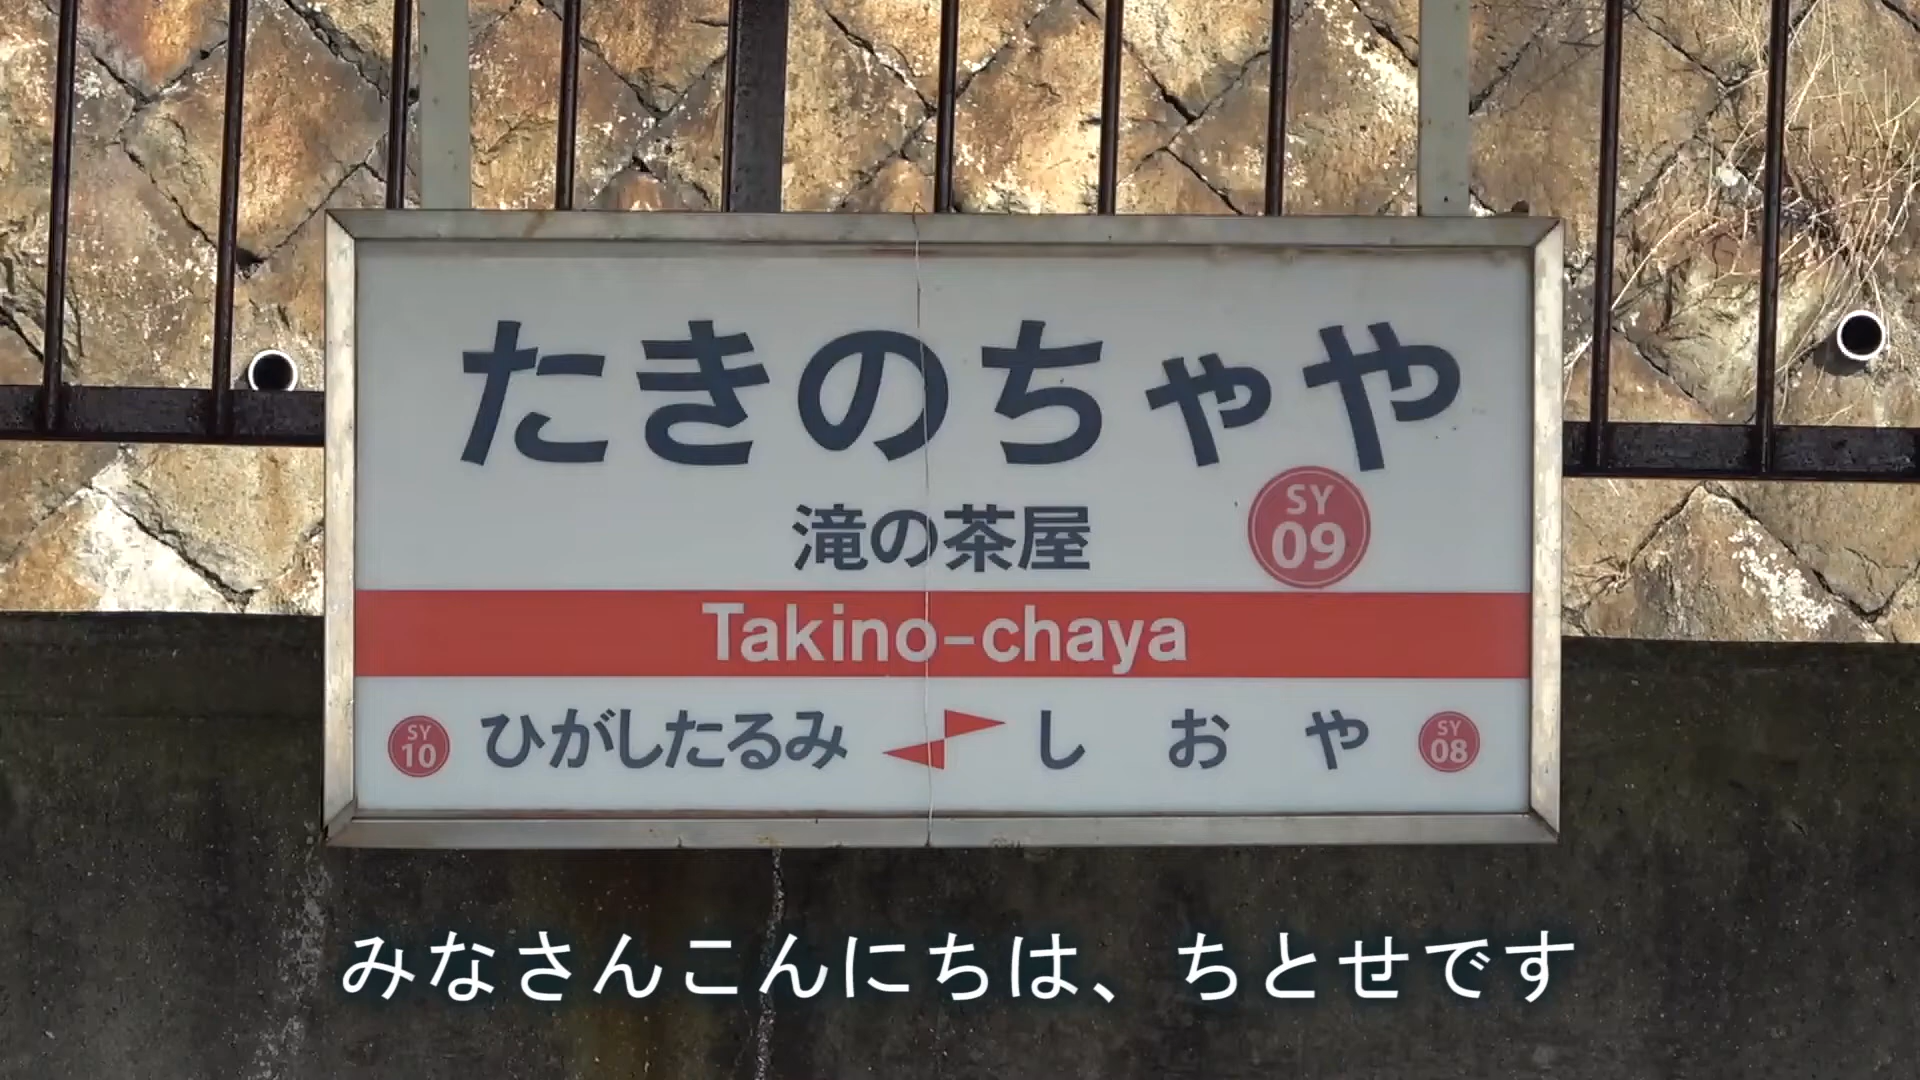 たきのちゃや
滝の茶屋
SY
09
Takino-chaya
SY
10
ひがしたるみ
しおや
SY
08
みなさんこんにちは、ちとせです